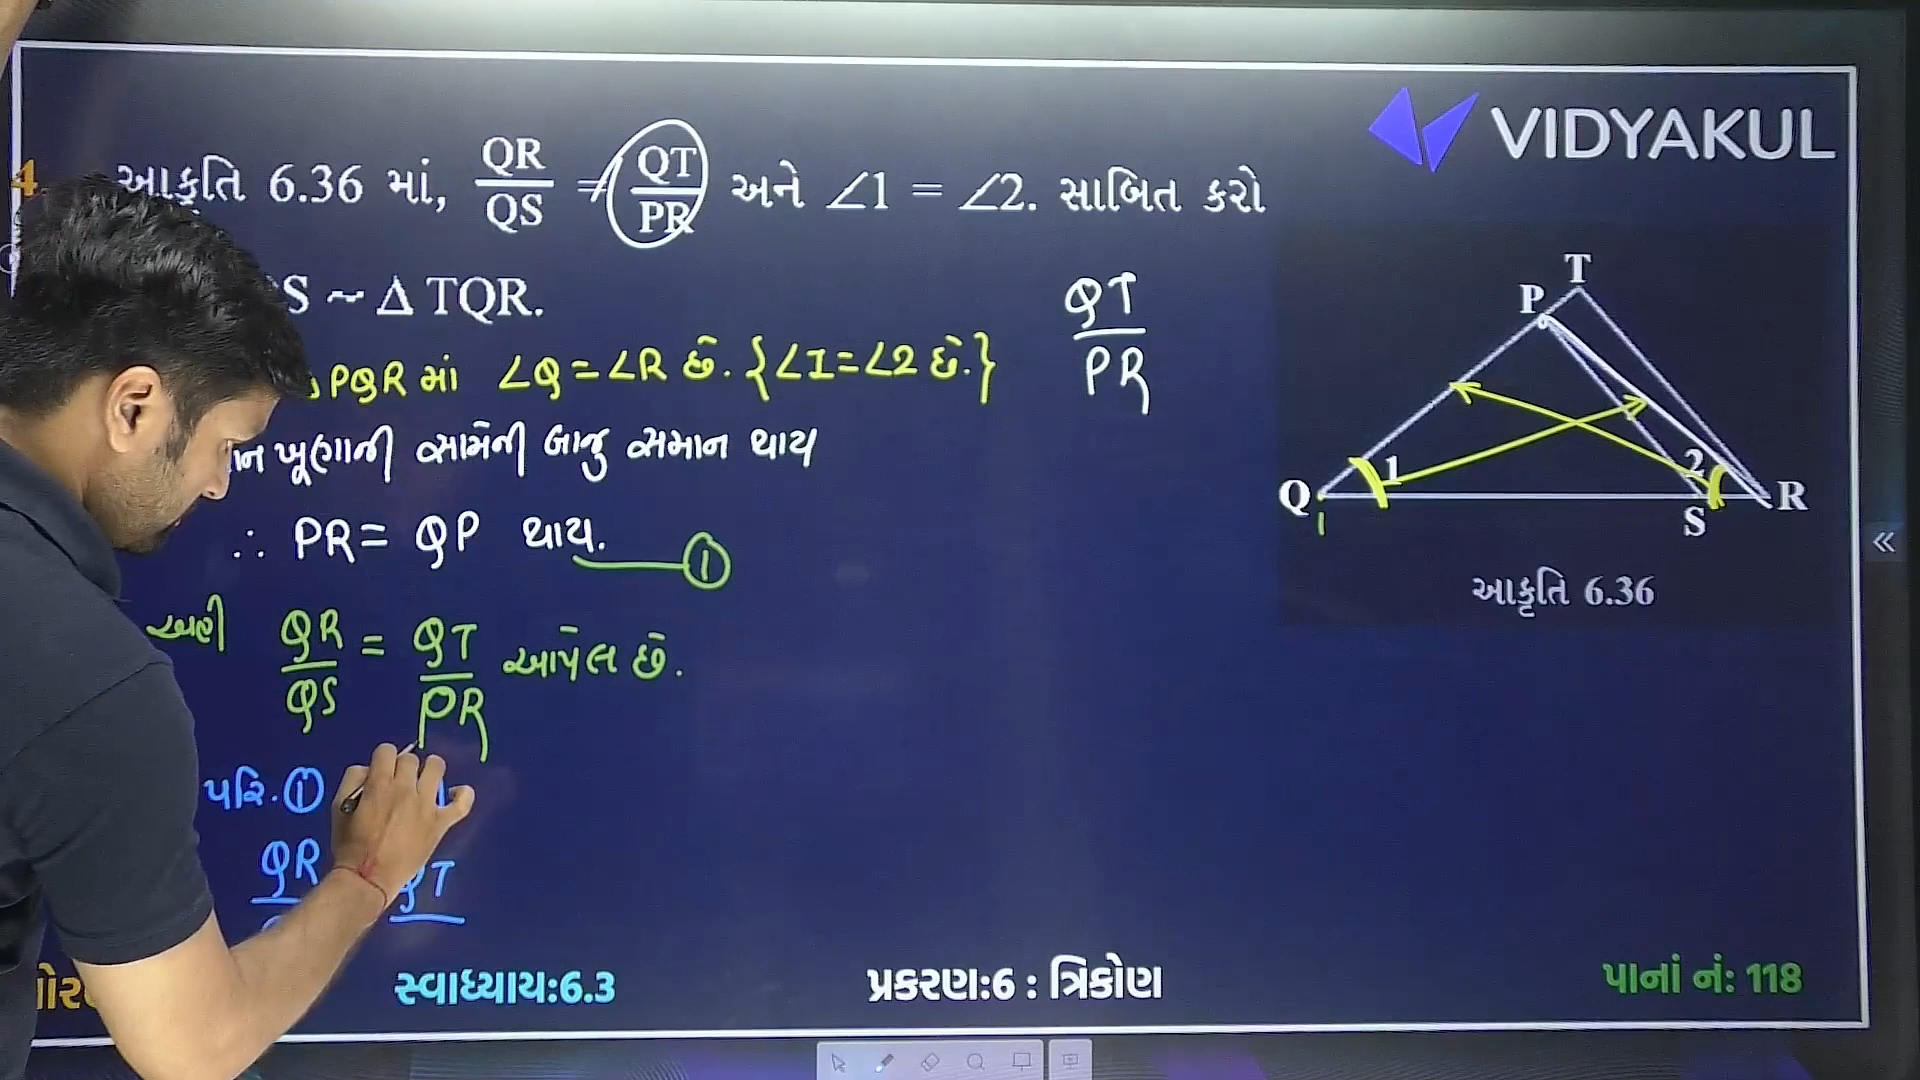 VIDYAKUL
4. આકૃતિ 6.36 માં, QR/QS = QT/PR અને ∠1 = ∠2. સાબિત કરો
S ~ Δ TQR.
PQR માં ∠Q = ∠R છે. {∠1 = ∠2 છે.}
ખૂણાની સામેની બાજુ સમાન થાય
∴ PR = QP થાય. ①
અહી QR/QS = QT/PR આપેલ છે.
પરિ. ①
QR QT
QT/PR
T
P
1 2
Q S R
આકૃતિ 6.36
સ્વાધ્યાય:6.3 પ્રકરણ:6 : ત્રિકોણ પાનાં નં: 118